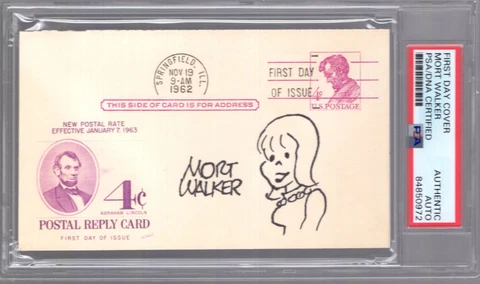 SPRINGFIELD, ILL.
NOV 19
9-AM
1962
FIRST DAY
OF ISSUE
4¢
U.S. POSTAGE
THIS SIDE OF CARD IS FOR ADDRESS
NEW POSTAL RATE
EFFECTIVE JANUARY 7, 1963
4¢
ABRAHAM LINCOLN
POSTAL REPLY CARD
FIRST DAY OF ISSUE
MORT
WALKER
FIRST DAY COVER
MORT WALKER
PSA/DNA CERTIFIED
PSA
AUTHENTIC
AUTO
84850972